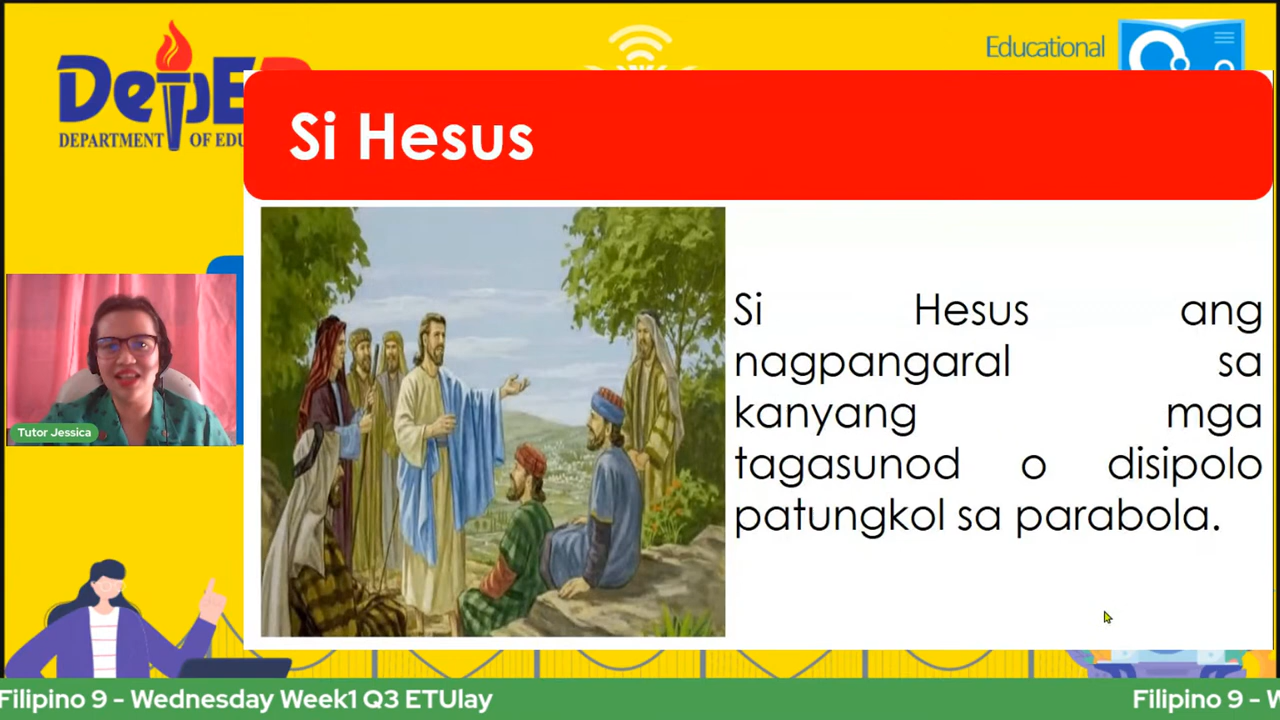 DepE
DEPARTMENT OF EDU
Educational
Si Hesus
Si Hesus ang
nagpangaral sa
kanyang mga
tagasunod o disipolo
patungkol sa parabola.
Tutor Jessica
Filipino 9 - Wednesday Week1 Q3 ETUlay
Filipino 9 - W